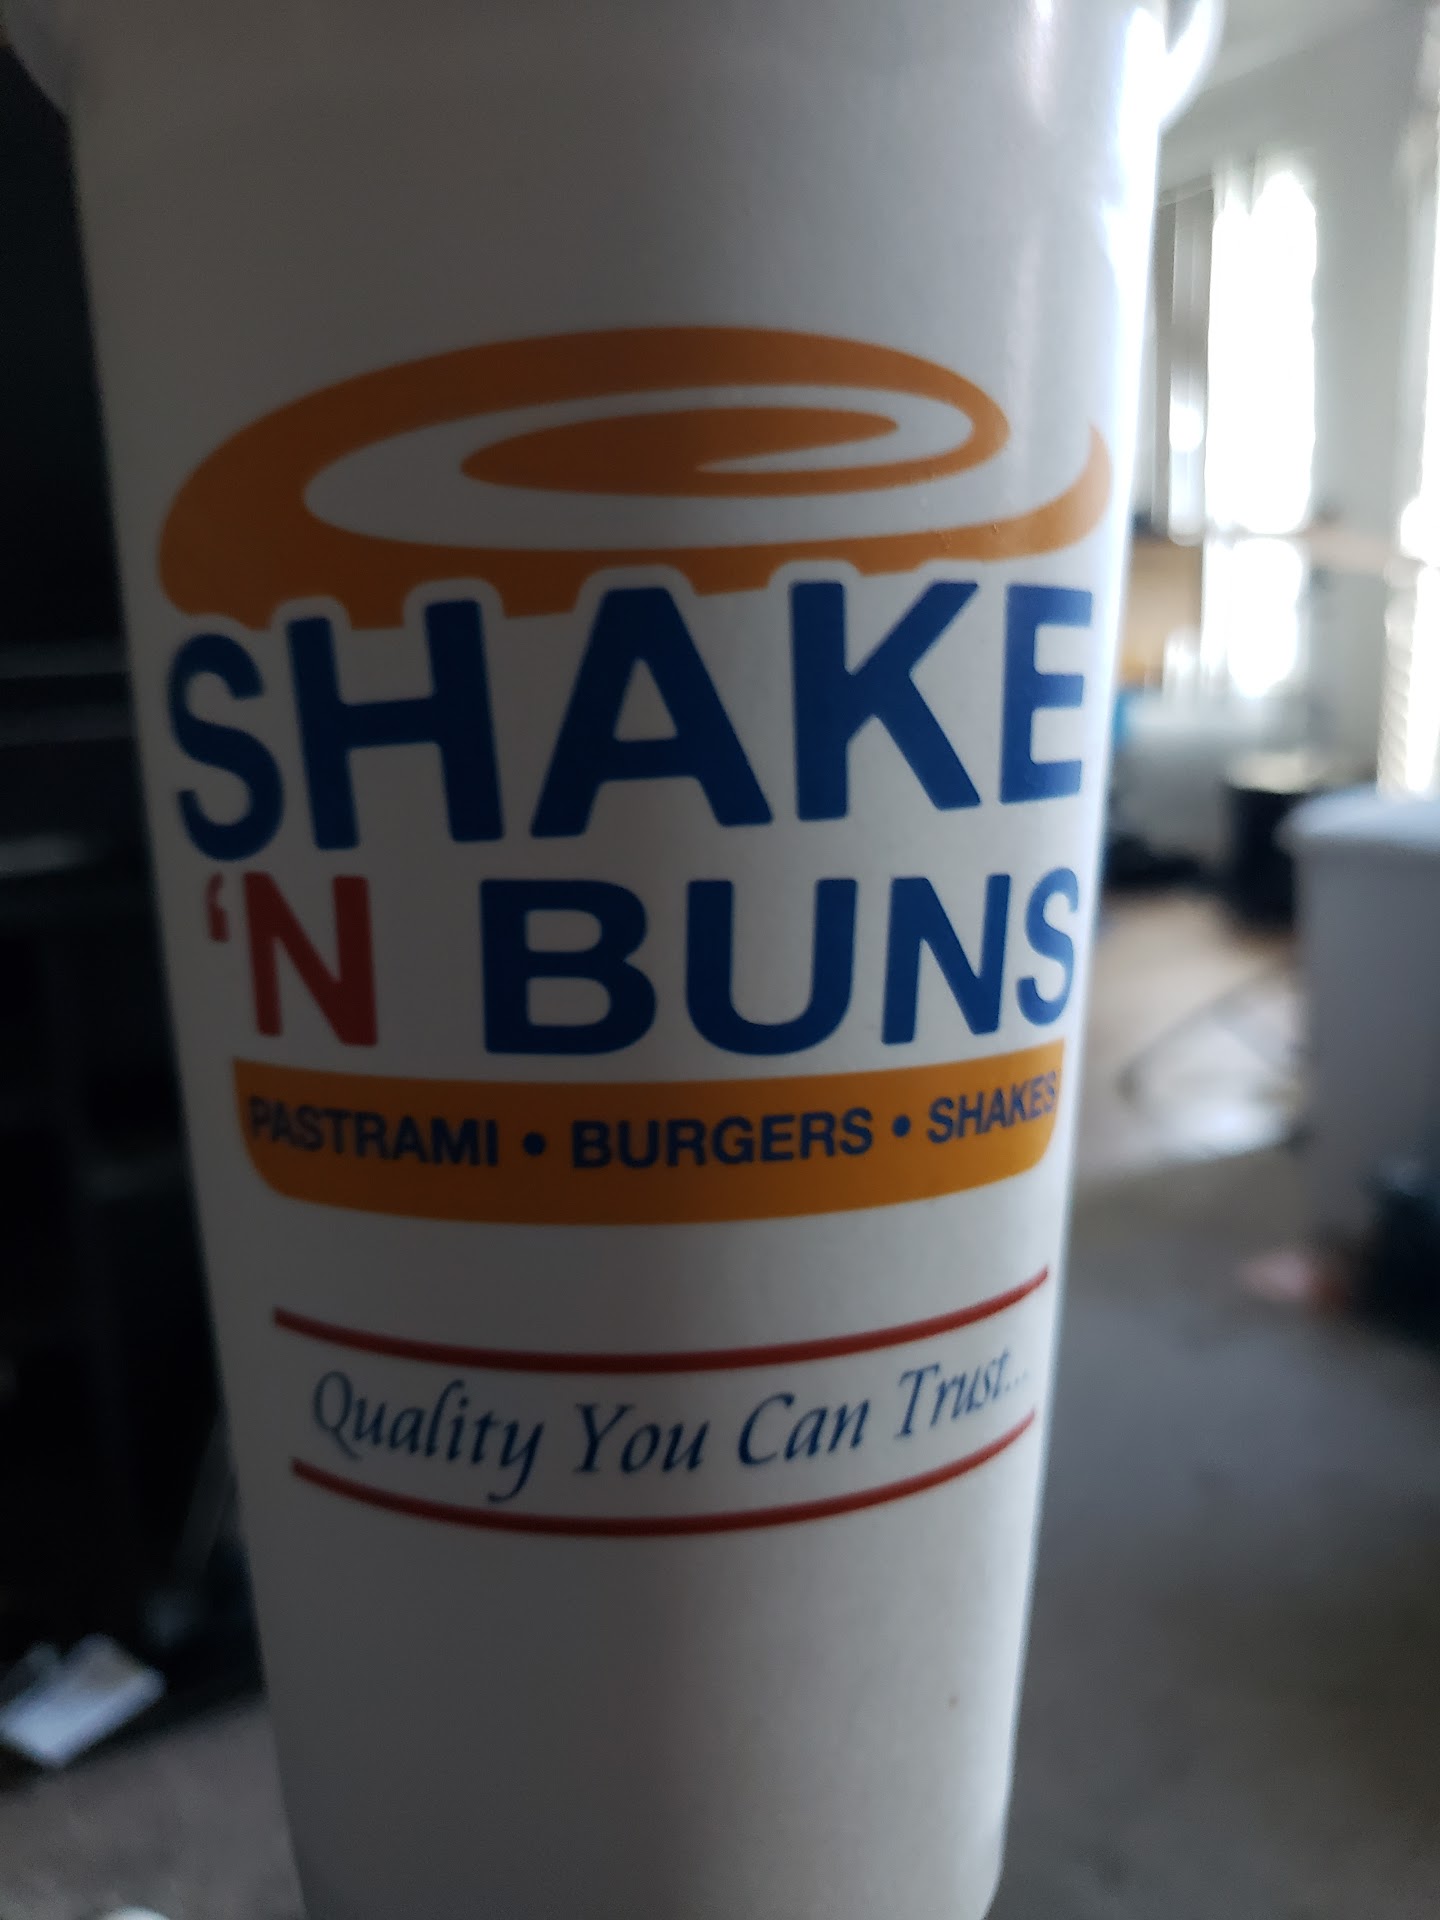 SHAKE
‘N BUNS
PASTRAMI • BURGERS • SHAKES
Quality You Can Trust...